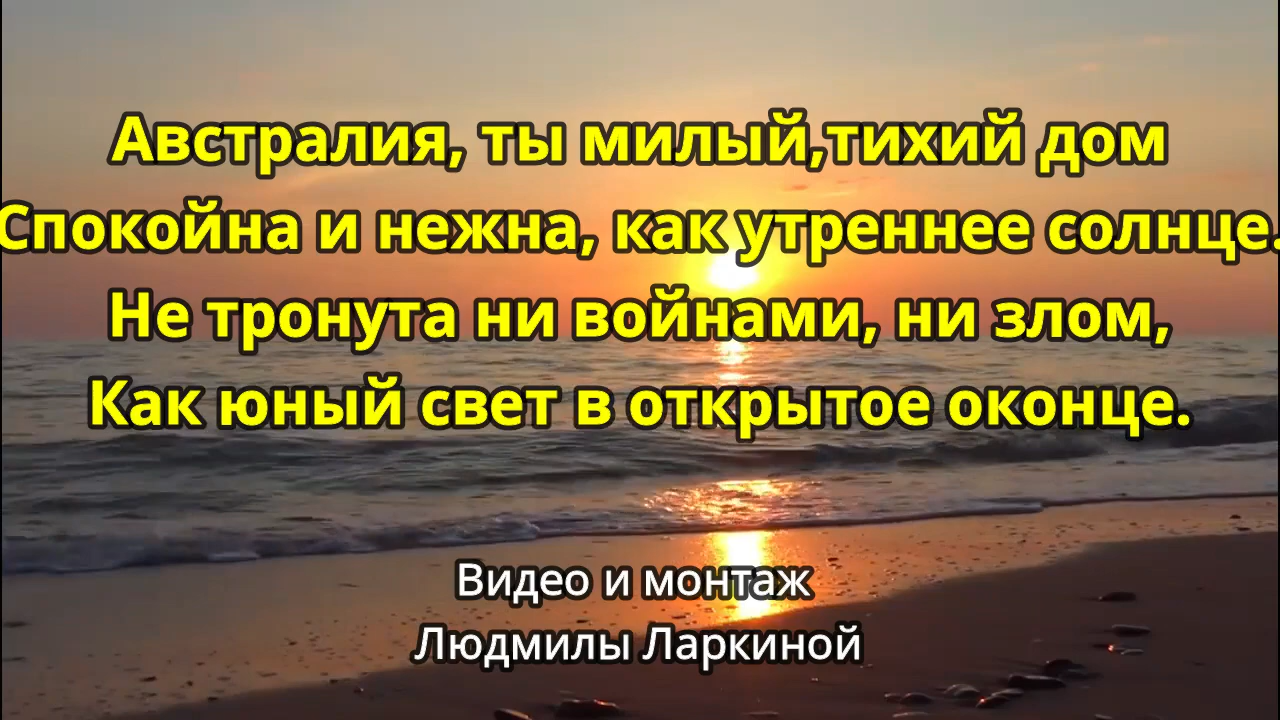 Австралия, ты милый,тихий дом
Спокойна и нежна, как утреннее солнце.
Не тронута ни войнами, ни злом,
Как юный свет в открытое оконце.
Видео и монтаж
Людмилы Ларкиной